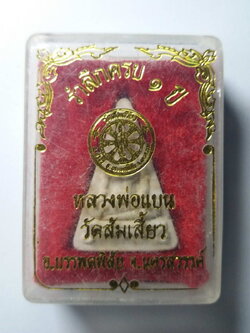 รำลึกครบ ๑ ปี
หลวงพ่อแบน
วัดส้มเสี้ยว
อ.บรรพตพิสัย จ.นครสวรรค์